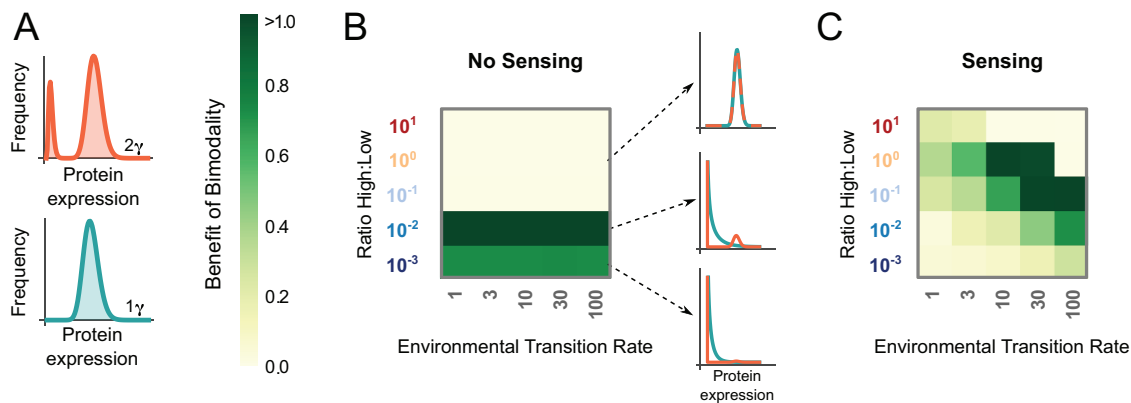 A
Frequency
2γ
Protein
expression
Frequency
1γ
Protein
expression
Benefit of Bimodality
>1.0
0.8
0.6
0.4
0.2
0.0
B
No Sensing
Ratio High:Low
10¹
10⁰
10⁻¹
10⁻²
10⁻³
1
3
10
30
100
Environmental Transition Rate
Protein
expression
C
Sensing
Ratio High:Low
10¹
10⁰
10⁻¹
10⁻²
10⁻³
1
3
10
30
100
Environmental Transition Rate